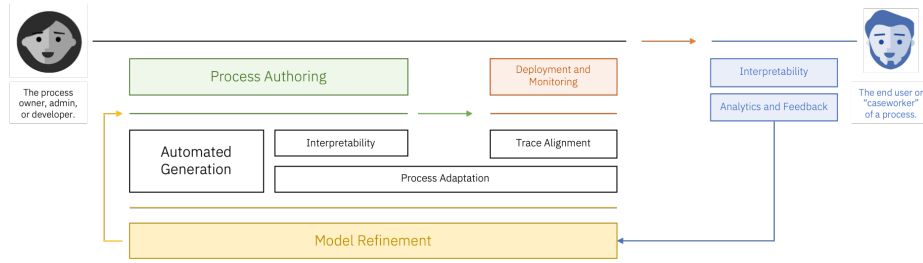 The process
owner, admin,
or developer.
Process Authoring
Deployment and
Monitoring
Interpretability
Analytics and Feedback
The end user or
"caseworker"
of a process.
Automated
Generation
Interpretability
Trace Alignment
Process Adaptation
Model Refinement